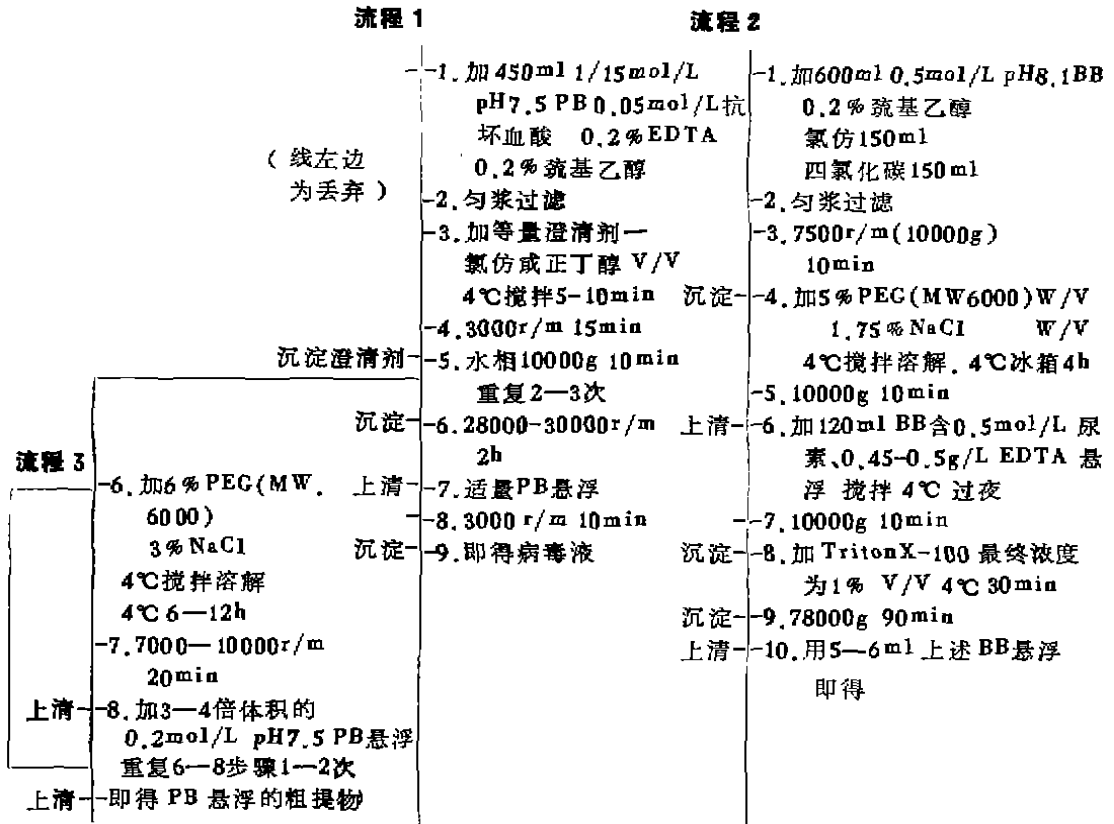 流程 1
1.加450ml 1/15mol/L
pH7.5 PB 0.05mol/L抗
坏血酸 0.2%EDTA
0.2%巯基乙醇
(线左边
为丢弃)
2.匀浆过滤
3.加等量澄清剂一
氯仿或正丁醇 V/V
4℃搅拌5-10min
4.3000r/m 15min
沉淀澄清剂 5.水相10000g 10min
重复2—3次
沉淀 6.28000-30000r/m
2h
上清 7.适量PB悬浮
8.3000 r/m 10min
沉淀 9.即得病毒液
流程 2
1.加600ml 0.5mol/L pH8.1BB
0.2%巯基乙醇
氯仿150ml
四氯化碳150ml
2.匀浆过滤
3.7500r/m(10000g)
10min
沉淀 4.加5%PEG(MW6000)W/V
1.75%NaCl W/V
4℃搅拌溶解.4℃冰箱4h
5.10000g 10min
上清 6.加120ml BB含0.5mol/L 尿
素、0.45-0.5g/L EDTA 悬
浮 搅拌 4℃ 过夜
7.10000g 10min
沉淀 8.加 TritonX-100 最终浓度
为1% V/V 4℃ 30min
沉淀 9.78000g 90min
上清 10.用5—6ml 上述 BB悬浮
即得
流程 3
6.加6%PEG(MW.
6000)
3%NaCl
4℃搅拌溶解
4℃ 6—12h
7.7000—10000r/m
20min
上清 8.加3—4倍体积的
0.2mol/L pH7.5 PB悬浮
重复6—8步骤1—2次
上清 即得 PB 悬浮的粗提物